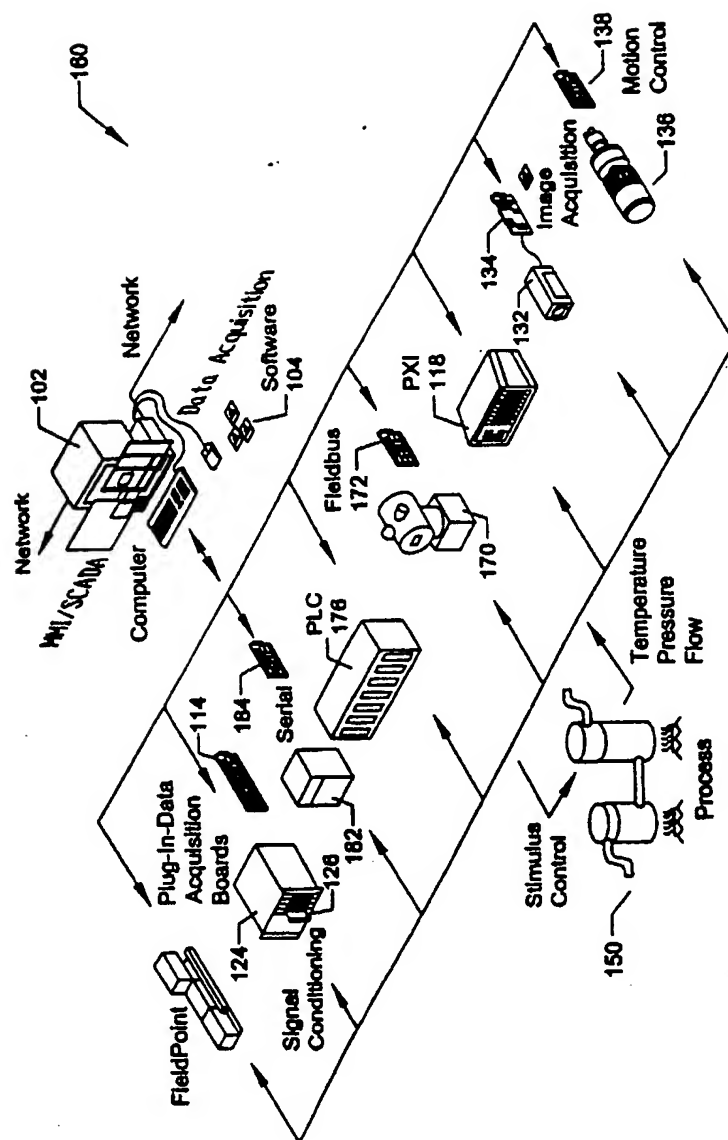 160
Network
102
MMI/SCADA
Computer
Network
Data Acquisition
Software
104
FieldPoint
Plug-In-Data
Acquisition
Boards
114
124
126
Signal
Conditioning
184
Serial
182
PLC
176
Fieldbus
172
170
PXI
118
134
Image
Acquisition
132
138
Motion
Control
136
Stimulus
Control
Temperature
Pressure
Flow
150
Process